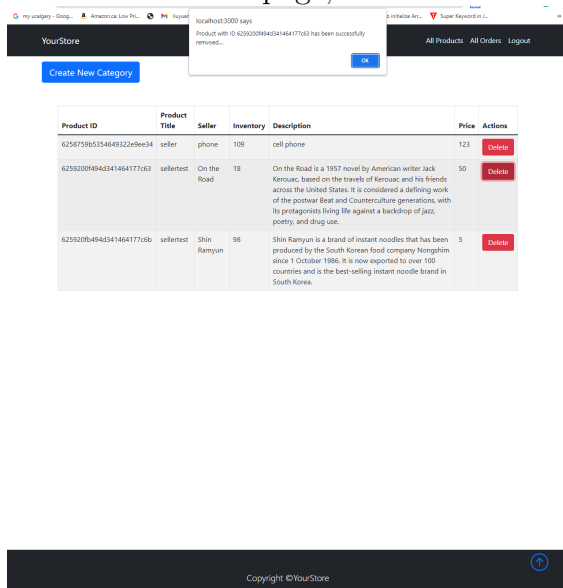 my ucalgary - Goog...
Amazon.ca: Low Pri...
localhost:3000 says
Product with ID 6259200f494d341464177c63 has been successfully
remvoed...
OK
o initialize Arr...
Super Keyword in J...
YourStore
All Products All Orders Logout
Create New Category
Product ID Product Title Seller Inventory Description Price Actions
6258759b5354649322e9ee34 seller phone 109 cell phone 123 Delete
6259200f494d341464177c63 sellertest On the Road 18 On the Road is a 1957 novel by American writer Jack 50 Delete
Kerouac, based on the travels of Kerouac and his friends
across the United States. It is considered a defining work
of the postwar Beat and Counterculture generations, with
its protagonists living life against a backdrop of jazz,
poetry, and drug use.
625920fb494d341464177c6b sellertest Shin Ramyun 98 Shin Ramyun is a brand of instant noodles that has been 5 Delete
produced by the South Korean food company Nongshim
since 1 October 1986. It is now exported to over 100
countries and is the best-selling instant noodle brand in
South Korea.
Copyright ©YourStore